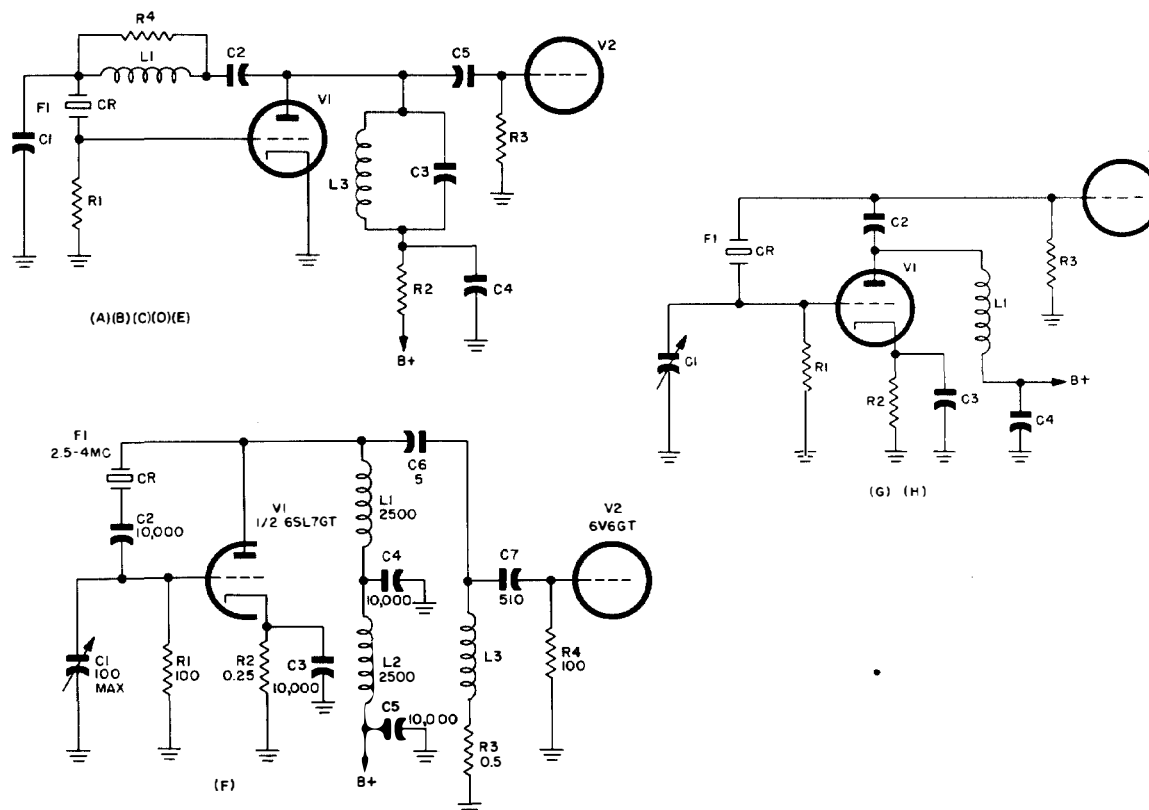 R4
L1
C2
C5
V2
F1
CR
V1
C1
R1
L3
C3
R3
R2
C4
B+
(A)(B)(C)(D)(E)
F1
CR
C2
V1
L1
R3
C1
R1
R2
C3
B+
C4
(G) (H)
F1
2.5-4MC
CR
C2
10,000
V1
1/2 6SL7GT
C6
5
L1
2500
C4
10,000
C7
510
V2
6V6GT
C1
100
MAX
R1
100
R2
0.25
C3
10,000
L2
2500
L3
R4
100
C5
10,000
R3
0.5
B+
(F)